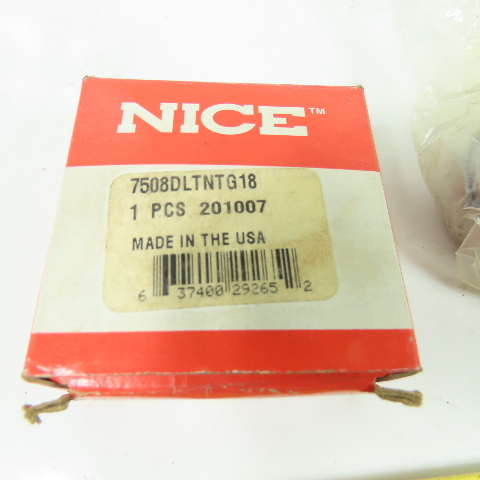 NICE™
7508DLTNTG18
1 PCS 201007
MADE IN THE USA
6 37400 29265 2